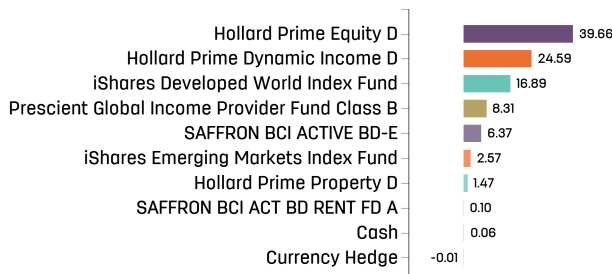 Hollard Prime Equity D 39.66
Hollard Prime Dynamic Income D 24.59
iShares Developed World Index Fund 16.89
Prescient Global Income Provider Fund Class B 8.31
SAFFRON BCI ACTIVE BD-E 6.37
iShares Emerging Markets Index Fund 2.57
Hollard Prime Property D 1.47
SAFFRON BCI ACT BD RENT FD A 0.10
Cash 0.06
Currency Hedge -0.01